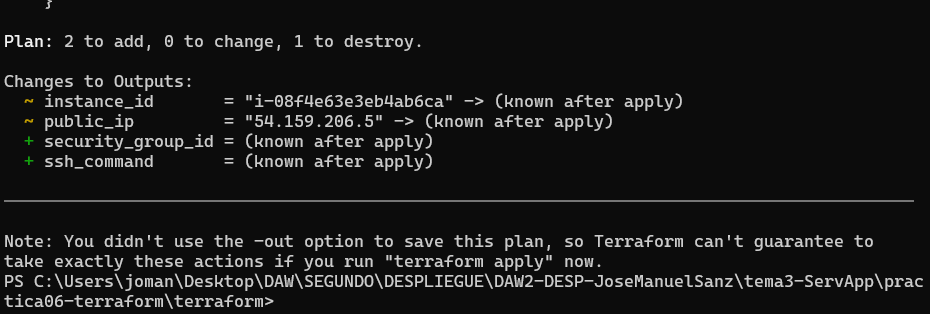 }
Plan: 2 to add, 0 to change, 1 to destroy.
Changes to Outputs:
~ instance_id       = "i-08f4e63e3eb4ab6ca" -> (known after apply)
~ public_ip         = "54.159.206.5" -> (known after apply)
+ security_group_id = (known after apply)
+ ssh_command       = (known after apply)
Note: You didn't use the -out option to save this plan, so Terraform can't guarantee to
take exactly these actions if you run "terraform apply" now.
PS C:\Users\joman\Desktop\DAW\SEGUNDO\DESPLIEGUE\DAW2-DESP-JoseManuelSanz\tema3-ServApp\prac
tica06-terraform\terraform>